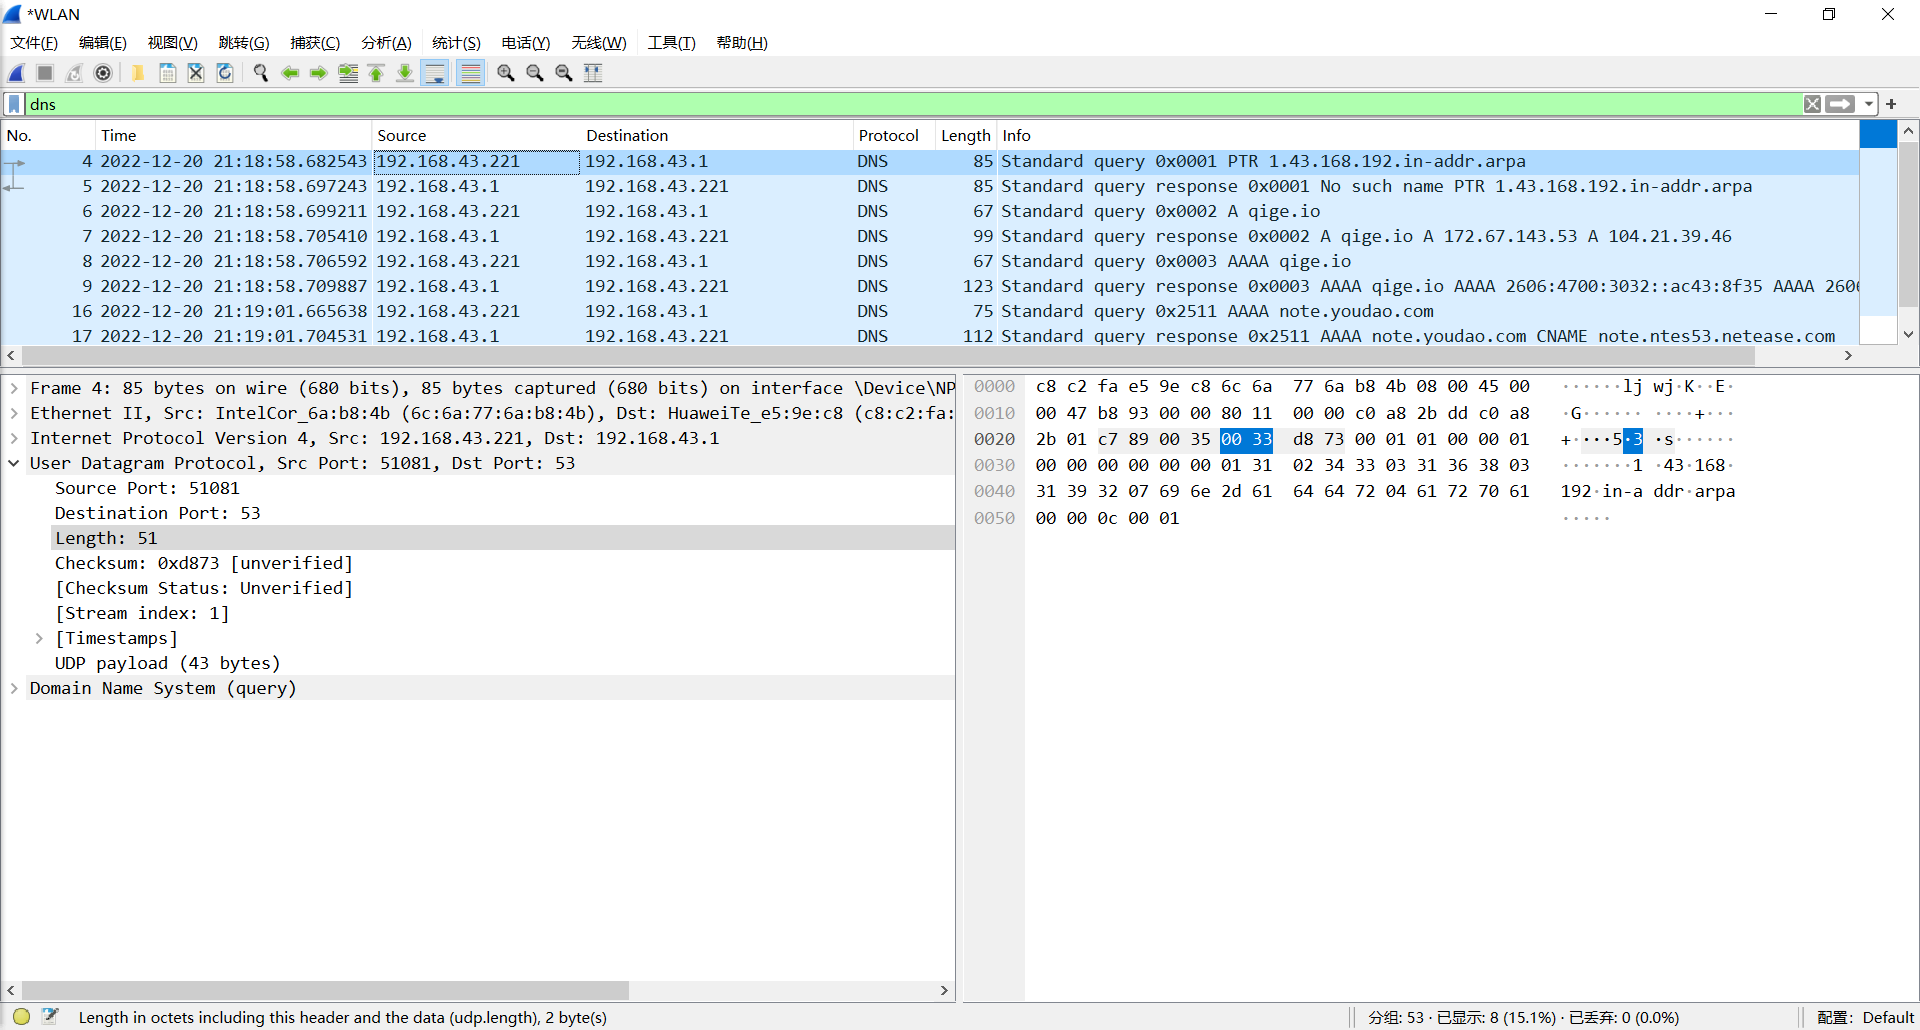 *WLAN
文件(F) 编辑(E) 视图(V) 跳转(G) 捕获(C) 分析(A) 统计(S) 电话(Y) 无线(W) 工具(T) 帮助(H)
dns
No. Time Source Destination Protocol Length Info
4 2022-12-20 21:18:58.682543 192.168.43.221 192.168.43.1 DNS 85 Standard query 0x0001 PTR 1.43.168.192.in-addr.arpa
5 2022-12-20 21:18:58.697243 192.168.43.1 192.168.43.221 DNS 85 Standard query response 0x0001 No such name PTR 1.43.168.192.in-addr.arpa
6 2022-12-20 21:18:58.699211 192.168.43.221 192.168.43.1 DNS 67 Standard query 0x0002 A qige.io
7 2022-12-20 21:18:58.705410 192.168.43.1 192.168.43.221 DNS 99 Standard query response 0x0002 A qige.io A 172.67.143.53 A 104.21.39.46
8 2022-12-20 21:18:58.706592 192.168.43.221 192.168.43.1 DNS 67 Standard query 0x0003 AAAA qige.io
9 2022-12-20 21:18:58.709887 192.168.43.1 192.168.43.221 DNS 123 Standard query response 0x0003 AAAA qige.io AAAA 2606:4700:3032::ac43:8f35 AAAA 260
16 2022-12-20 21:19:01.665638 192.168.43.221 192.168.43.1 DNS 75 Standard query 0x2511 AAAA note.youdao.com
17 2022-12-20 21:19:01.704531 192.168.43.1 192.168.43.221 DNS 112 Standard query response 0x2511 AAAA note.youdao.com CNAME note.ntes53.netease.com
Frame 4: 85 bytes on wire (680 bits), 85 bytes captured (680 bits) on interface \Device\NP
Ethernet II, Src: IntelCor_6a:b8:4b (6c:6a:77:6a:b8:4b), Dst: HuaweiTe_e5:9e:c8 (c8:c2:fa:
Internet Protocol Version 4, Src: 192.168.43.221, Dst: 192.168.43.1
User Datagram Protocol, Src Port: 51081, Dst Port: 53
Source Port: 51081
Destination Port: 53
Length: 51
Checksum: 0xd873 [unverified]
[Checksum Status: Unverified]
[Stream index: 1]
[Timestamps]
UDP payload (43 bytes)
Domain Name System (query)
0000 c8 c2 fa e5 9e c8 6c 6a 77 6a b8 4b 08 00 45 00 ······lj wj·K··E·
0010 00 47 b8 93 00 00 80 11 00 00 c0 a8 2b dd c0 a8 ·G······ ····+···
0020 2b 01 c7 89 00 35 00 33 d8 73 00 01 01 00 00 01 +····5·3 ·s······
0030 00 00 00 00 00 00 01 31 02 34 33 03 31 36 38 03 ·······1 ·43·168·
0040 31 39 32 07 69 6e 2d 61 64 64 72 04 61 72 70 61 192·in-a ddr·arpa
0050 00 00 0c 00 01 ·····
Length in octets including this header and the data (udp.length), 2 byte(s)
分组: 53 · 已显示: 8 (15.1%) · 已丢弃: 0 (0.0%)
配置: Default